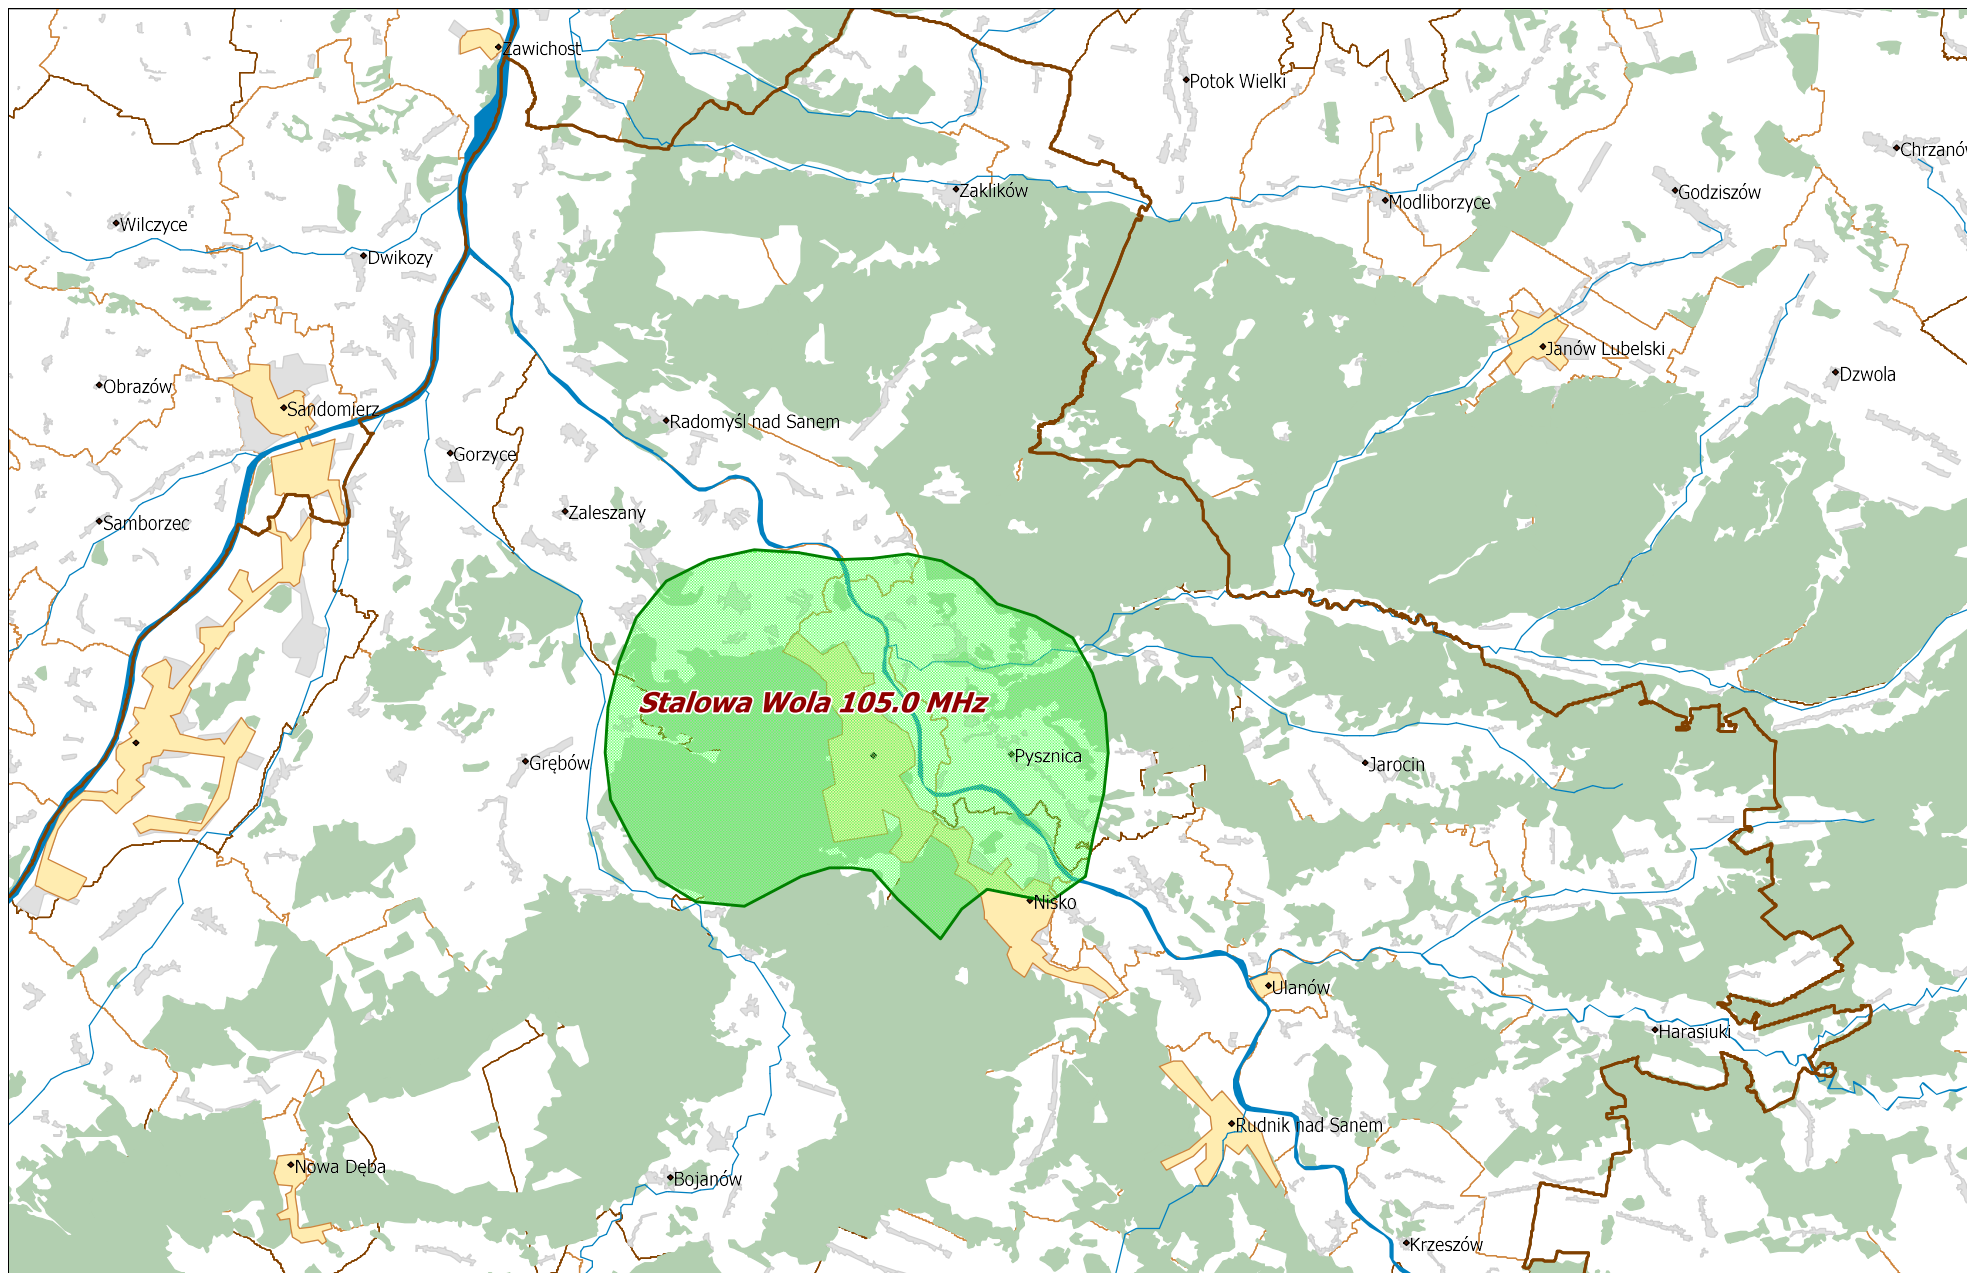 Zawichost
Potok Wielki
Chrzanów
Zaklików
Modliborzyce
Godziszów
Wilczyce
Dwikozy
Janów Lubelski
Dzwola
Obrazów
Sandomierz
Radomyśl nad Sanem
Gorzyce
Zaleszany
Samborzec
Stalowa Wola 105.0 MHz
Pysznica
Grębów
Jarocin
Nisko
Ulanów
Harasiuki
Rudnik nad Sanem
Nowa Dęba
Bojanów
Krzeszów